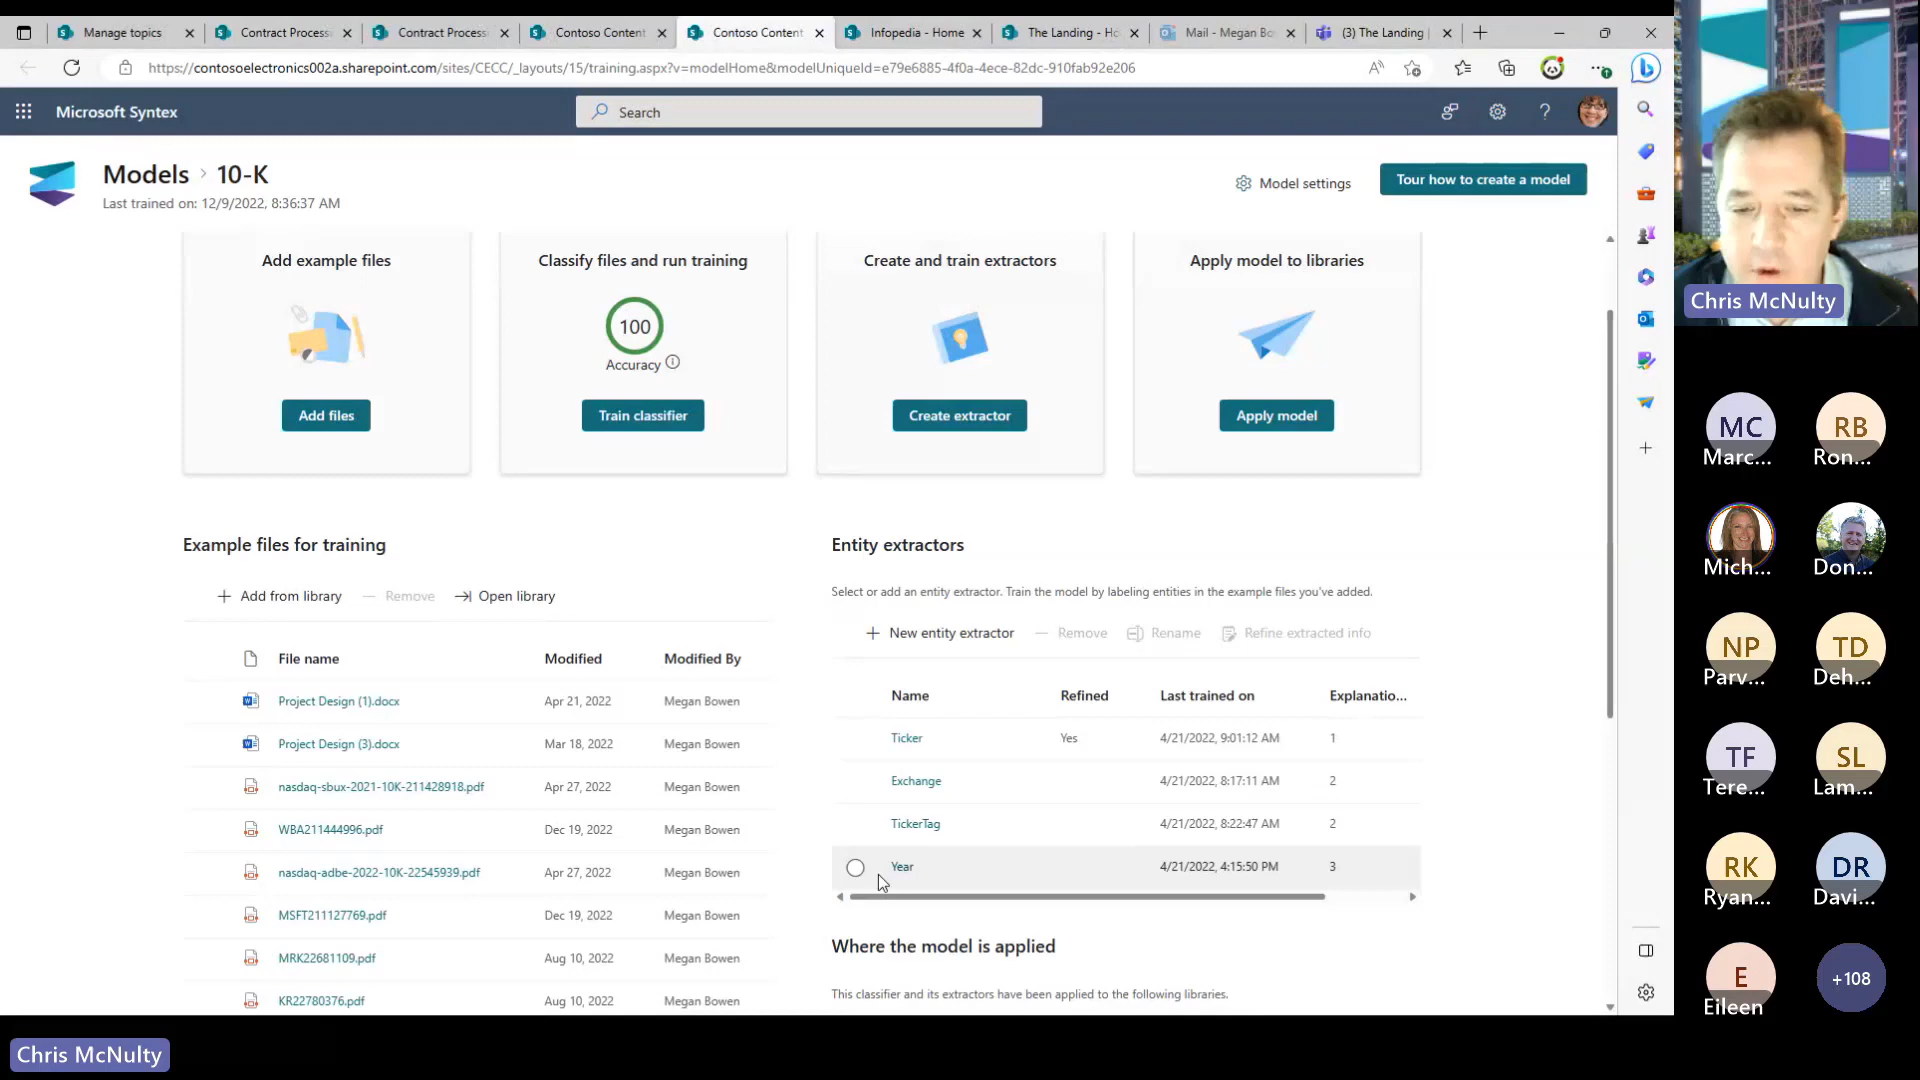 Manage topics
Contract Process
Contract Process
Contoso Content
Contoso Content
Infopedia - Home
The Landing - Ho
Mail - Megan Bo
(3) The Landing
https://contosoelectronics002a.sharepoint.com/sites/CECC/_layouts/15/training.aspx?v=modelHome&modelUniqueId=e79e6885-4f0a-4ece-82dc-910fab92e206
Microsoft Syntex
Search
Models > 10-K
Last trained on: 12/9/2022, 8:36:37 AM
Model settings
Tour how to create a model
Add example files
Add files
Classify files and run training
100
Accuracy
Train classifier
Create and train extractors
Create extractor
Apply model to libraries
Apply model
Example files for training
Add from library
Remove
Open library
File name Modified Modified By
Project Design (1).docx Apr 21, 2022 Megan Bowen
Project Design (3).docx Mar 18, 2022 Megan Bowen
nasdaq-sbux-2021-10K-211428918.pdf Apr 27, 2022 Megan Bowen
WBA211444996.pdf Dec 19, 2022 Megan Bowen
nasdaq-adbe-2022-10K-22545939.pdf Apr 27, 2022 Megan Bowen
MSFT211127769.pdf Dec 19, 2022 Megan Bowen
MRK22681109.pdf Aug 10, 2022 Megan Bowen
KR22780376.pdf Aug 10, 2022 Megan Bowen
Entity extractors
Select or add an entity extractor. Train the model by labeling entities in the example files you've added.
New entity extractor
Remove
Rename
Refine extracted info
Name Refined Last trained on Explanatio...
Ticker Yes 4/21/2022, 9:01:12 AM 1
Exchange 4/21/2022, 8:17:11 AM 2
TickerTag 4/21/2022, 8:22:47 AM 2
Year 4/21/2022, 4:15:50 PM 3
Where the model is applied
This classifier and its extractors have been applied to the following libraries.
Chris McNulty
MC
Marc...
RB
Ron...
Mich...
Don...
NP
Parv...
TD
Deh...
TF
Tere...
SL
Lam...
RK
Ryan...
DR
Davi...
E
Eileen
+108
Chris McNulty